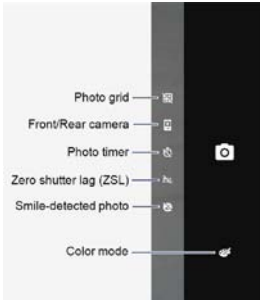 Photo grid
Front/Rear camera
Photo timer
Zero shutter lag (ZSL)
Smile-detected photo
Color mode